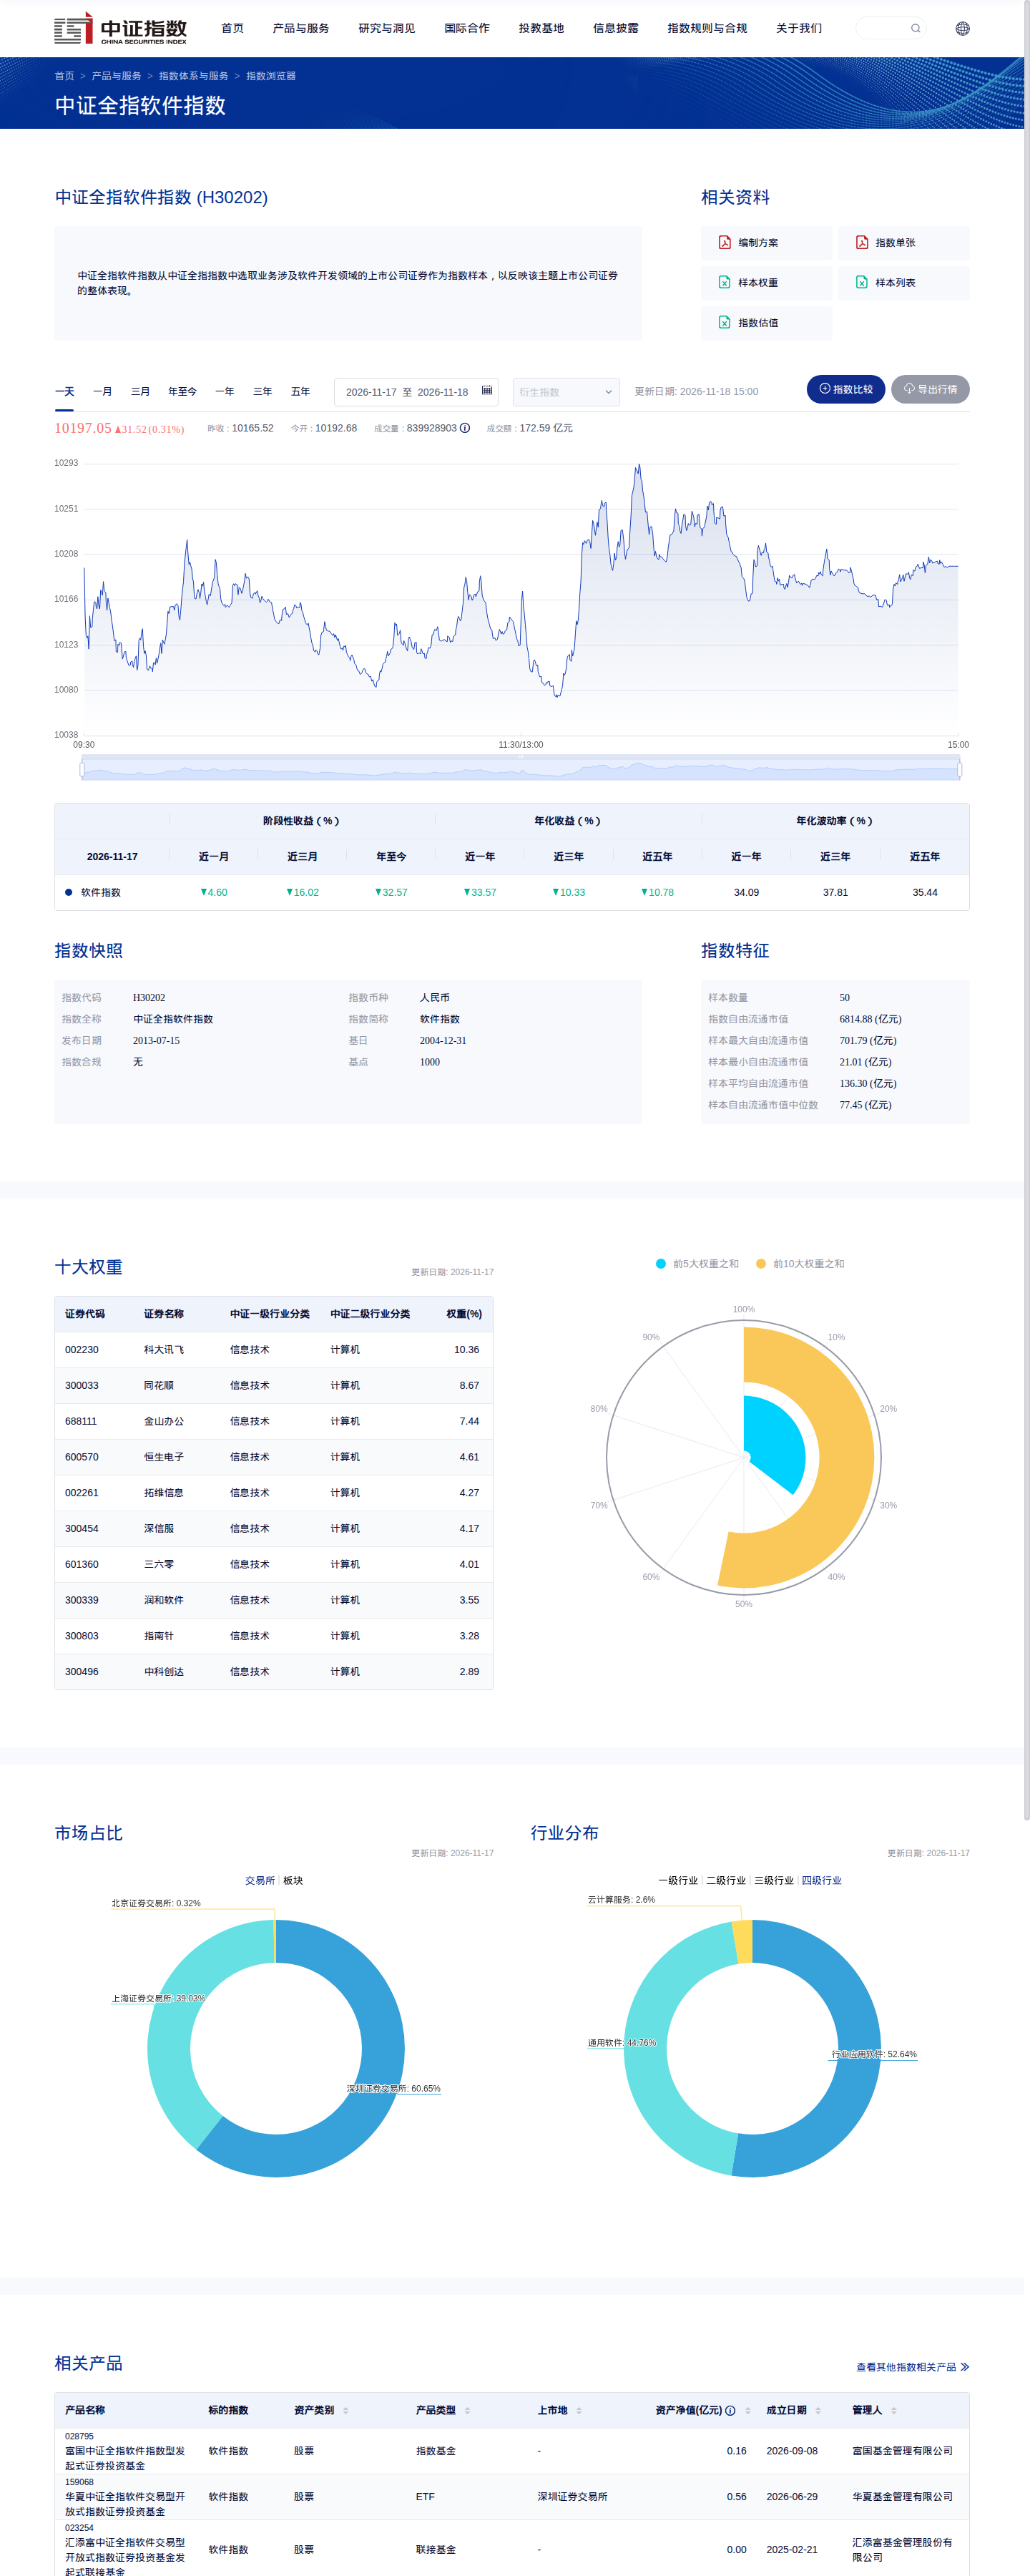 中证指数
CHINA SECURITIES INDEX
首页 产品与服务 研究与洞见 国际合作 投教基地 信息披露 指数规则与合规 关于我们
首页 > 产品与服务 > 指数体系与服务 > 指数浏览器
中证全指软件指数
中证全指软件指数 (H30202)
相关资料
中证全指软件指数从中证全指指数中选取业务涉及软件开发领域的上市公司证券作为指数样本，以反映该主题上市公司证券
的整体表现。
编制方案 指数单张
样本权重 样本列表
指数估值
一天 一月 三月 年至今 一年 三年 五年 2026-11-17 至 2026-11-18 衍生指数 更新日期: 2026-11-18 15:00 指数比较 导出行情
10197.05 ▲31.52 (0.31%) 昨收 : 10165.52 今开 : 10192.68 成交量 : 839928903 成交额 : 172.59 亿元
10293
10251
10208
10166
10123
10080
10038
09:30 11:30/13:00 15:00
阶段性收益 ( % ) 年化收益 ( % ) 年化波动率 ( % )
2026-11-17 近一月 近三月 年至今 近一年 近三年 近五年 近一年 近三年 近五年
软件指数 ▼4.60 ▼16.02 ▼32.57 ▼33.57 ▼10.33 ▼10.78 34.09 37.81 35.44
指数快照
指数代码 H30202 指数币种 人民币
指数全称 中证全指软件指数 指数简称 软件指数
发布日期 2013-07-15 基日 2004-12-31
指数合规 无 基点 1000
指数特征
样本数量 50
指数自由流通市值 6814.88 (亿元)
样本最大自由流通市值 701.79 (亿元)
样本最小自由流通市值 21.01 (亿元)
样本平均自由流通市值 136.30 (亿元)
样本自由流通市值中位数 77.45 (亿元)
十大权重
更新日期: 2026-11-17
证券代码 证券名称 中证一级行业分类 中证二级行业分类 权重(%)
002230 科大讯飞 信息技术 计算机 10.36
300033 同花顺 信息技术 计算机 8.67
688111 金山办公 信息技术 计算机 7.44
600570 恒生电子 信息技术 计算机 4.61
002261 拓维信息 信息技术 计算机 4.27
300454 深信服 信息技术 计算机 4.17
601360 三六零 信息技术 计算机 4.01
300339 润和软件 信息技术 计算机 3.55
300803 指南针 信息技术 计算机 3.28
300496 中科创达 信息技术 计算机 2.89
前5大权重之和 前10大权重之和
100%
90% 10%
80% 20%
70% 30%
60% 40%
50%
市场占比
更新日期: 2026-11-17
交易所 | 板块
北京证券交易所: 0.32%
上海证券交易所: 39.03%
深圳证券交易所: 60.65%
行业分布
更新日期: 2026-11-17
一级行业 | 二级行业 | 三级行业 | 四级行业
云计算服务: 2.6%
通用软件: 44.76%
行业应用软件: 52.64%
相关产品
查看其他指数相关产品
产品名称 标的指数 资产类别 产品类型 上市地 资产净值(亿元) 成立日期 管理人
028795
富国中证全指软件指数型发
起式证券投资基金 软件指数 股票 指数基金 - 0.16 2026-09-08 富国基金管理有限公司
159068
华夏中证全指软件交易型开
放式指数证券投资基金 软件指数 股票 ETF 深圳证券交易所 0.56 2026-06-29 华夏基金管理有限公司
023254
汇添富中证全指软件交易型
开放式指数证券投资基金发
起式联接基金 软件指数 股票 联接基金 - 0.00 2025-02-21 汇添富基金管理股份有
限公司